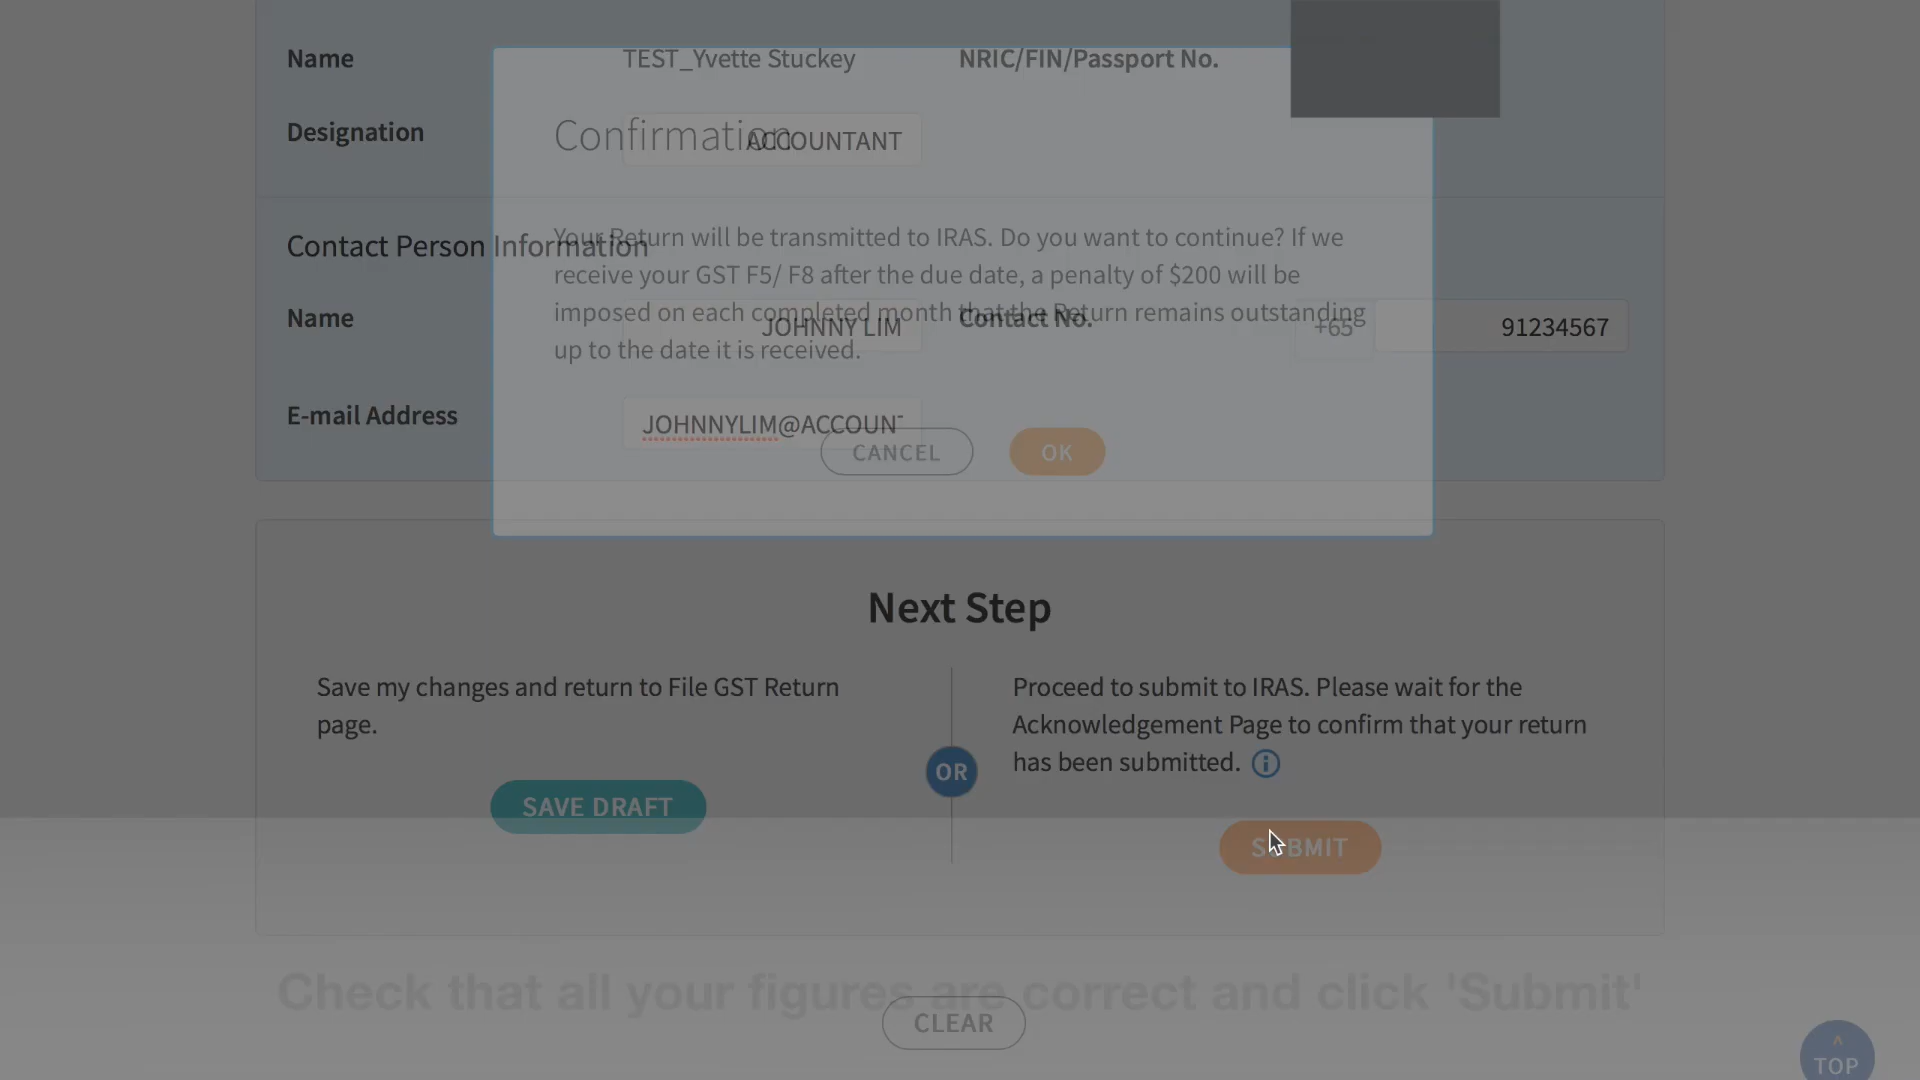 Name
TEST_Yvette Stuckey
NRIC/FIN/Passport No.
Designation
ACCOUNTANT
Confirmation
Contact Person Information
Your Return will be transmitted to IRAS. Do you want to continue? If we
receive your GST F5/ F8 after the due date, a penalty of $200 will be
imposed on each completed month that the Return remains outstanding
up to the date it is received.
Name
JOHNNY LIM
Contact No.
+65
91234567
E-mail Address
JOHNNYLIM@ACCOUN
CANCEL
OK
Next Step
Save my changes and return to File GST Return
page.
SAVE DRAFT
OR
Proceed to submit to IRAS. Please wait for the
Acknowledgement Page to confirm that your return
has been submitted.
SUBMIT
Check that all your figures are correct and click 'Submit'
CLEAR
TOP